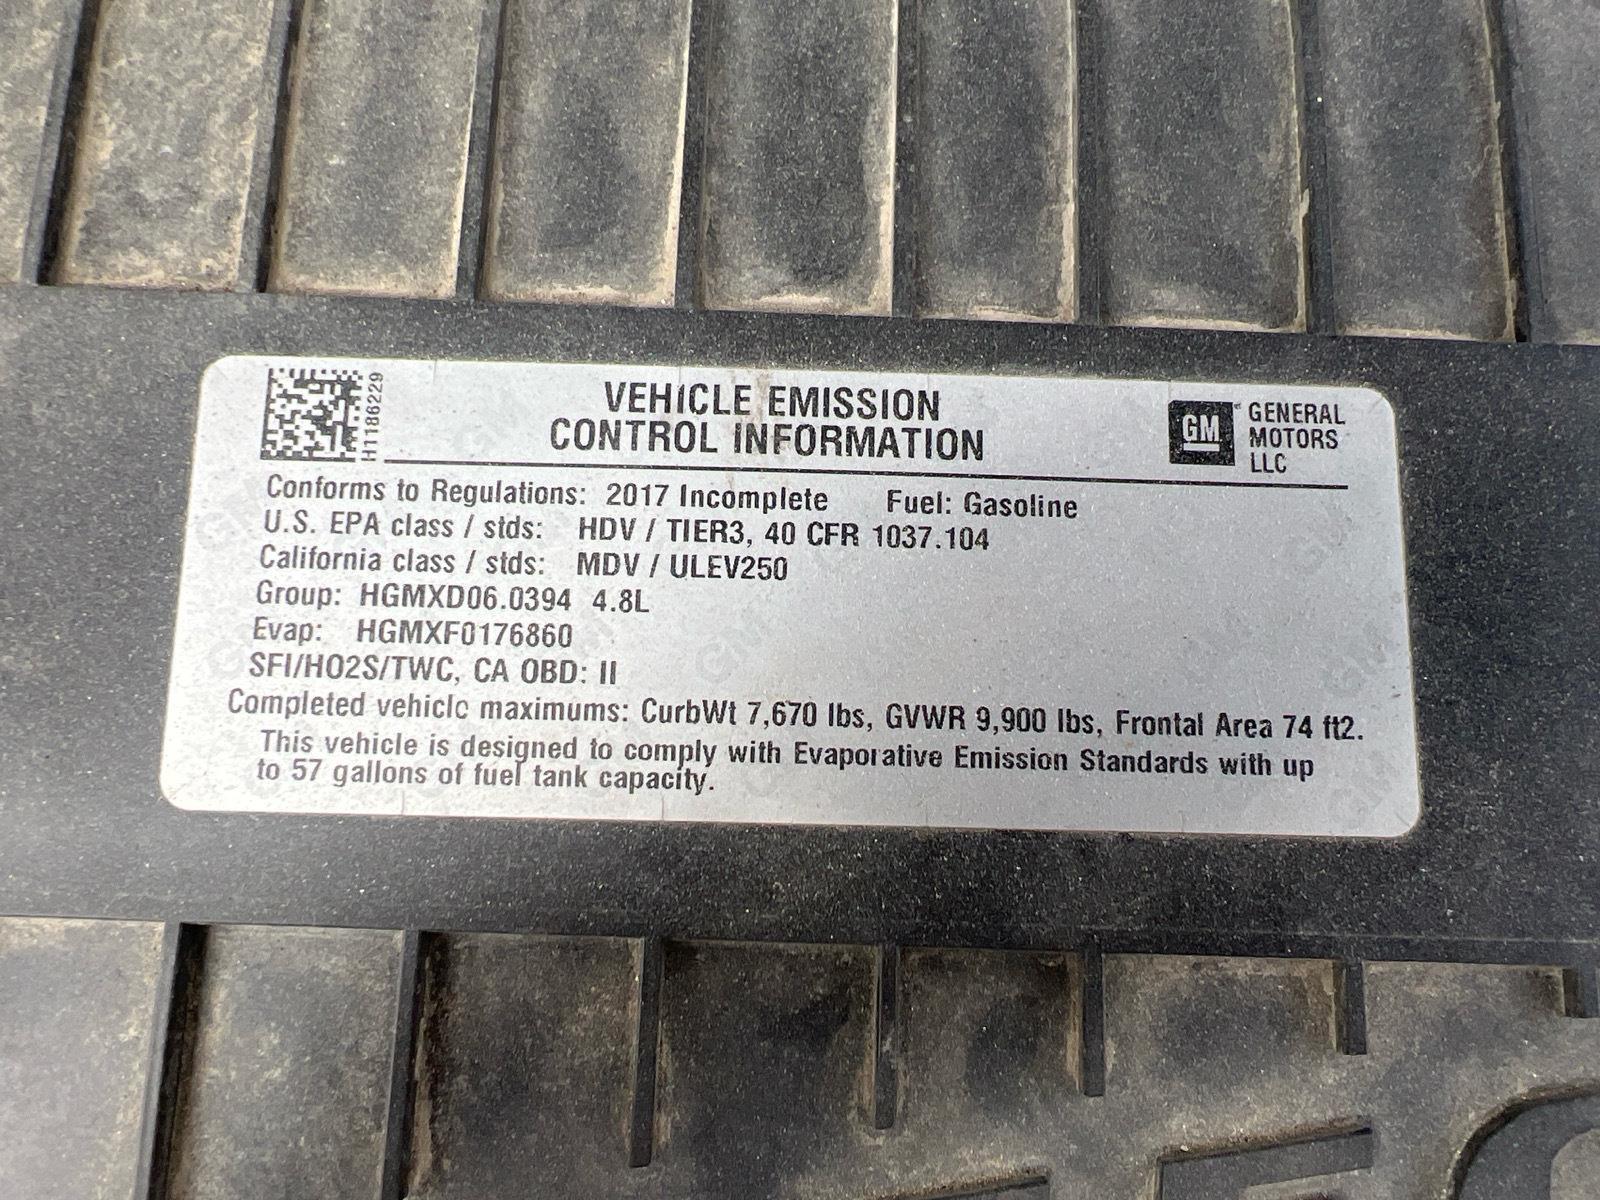 H1186229
VEHICLE EMISSION
CONTROL INFORMATION
GM
GENERAL
MOTORS
LLC
Conforms to Regulations: 2017 Incomplete Fuel: Gasoline
U.S. EPA class / stds: HDV / TIER3, 40 CFR 1037.104
California class / stds: MDV / ULEV250
Group: HGMXD06.0394 4.8L
Evap: HGMXF0176860
SFI/HO2S/TWC, CA OBD: II
Completed vehicle maximums: CurbWt 7,670 lbs, GVWR 9,900 lbs, Frontal Area 74 ft2.
This vehicle is designed to comply with Evaporative Emission Standards with up
to 57 gallons of fuel tank capacity.